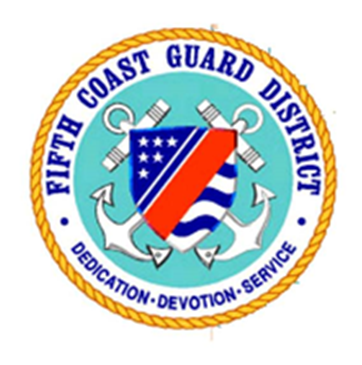 • FIFTH COAST GUARD DISTRICT •
DEDICATION • DEVOTION • SERVICE